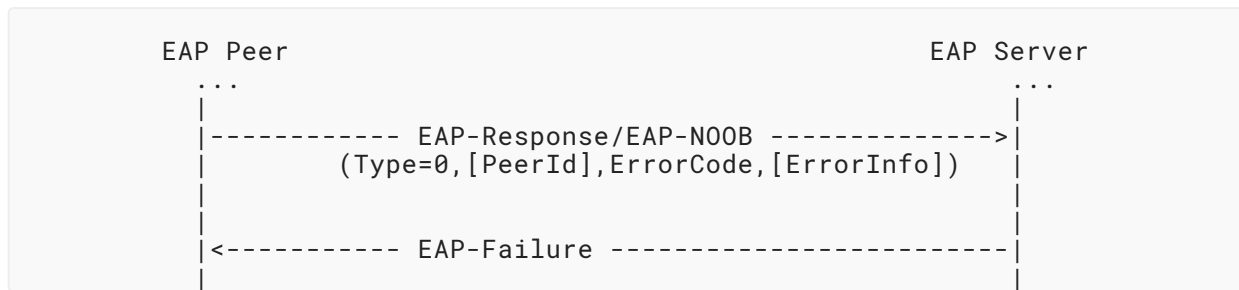 EAP Peer                                         EAP Server
...                                               ...
|                                                 |
|------------ EAP-Response/EAP-NOOB -------------->|
|        (Type=0,[PeerId],ErrorCode,[ErrorInfo])   |
|                                                 |
|                                                 |
|<----------- EAP-Failure ------------------------|
|                                                 |